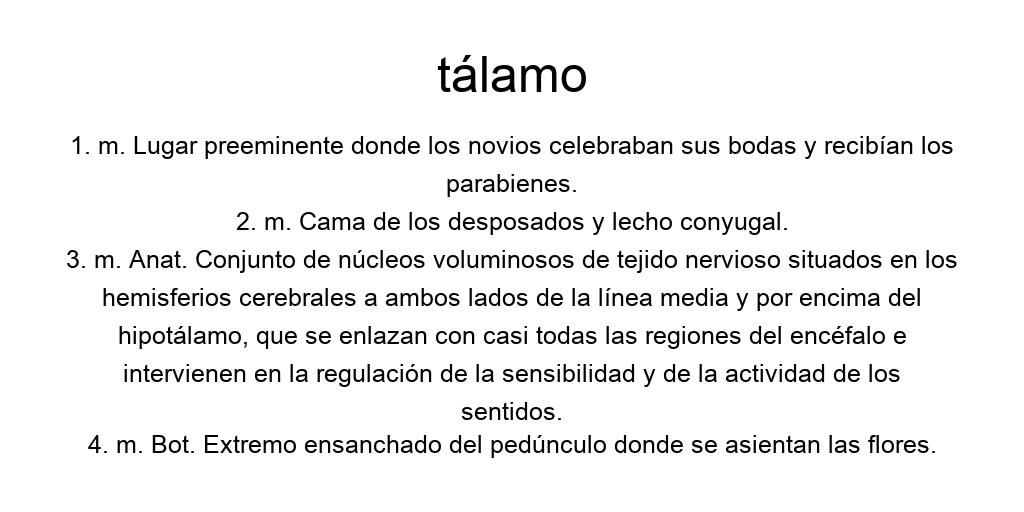 tálamo
1. m. Lugar preeminente donde los novios celebraban sus bodas y recibían los
parabienes.
2. m. Cama de los desposados y lecho conyugal.
3. m. Anat. Conjunto de núcleos voluminosos de tejido nervioso situados en los
hemisferios cerebrales a ambos lados de la línea media y por encima del
hipotálamo, que se enlazan con casi todas las regiones del encéfalo e
intervienen en la regulación de la sensibilidad y de la actividad de los
sentidos.
4. m. Bot. Extremo ensanchado del pedúnculo donde se asientan las flores.